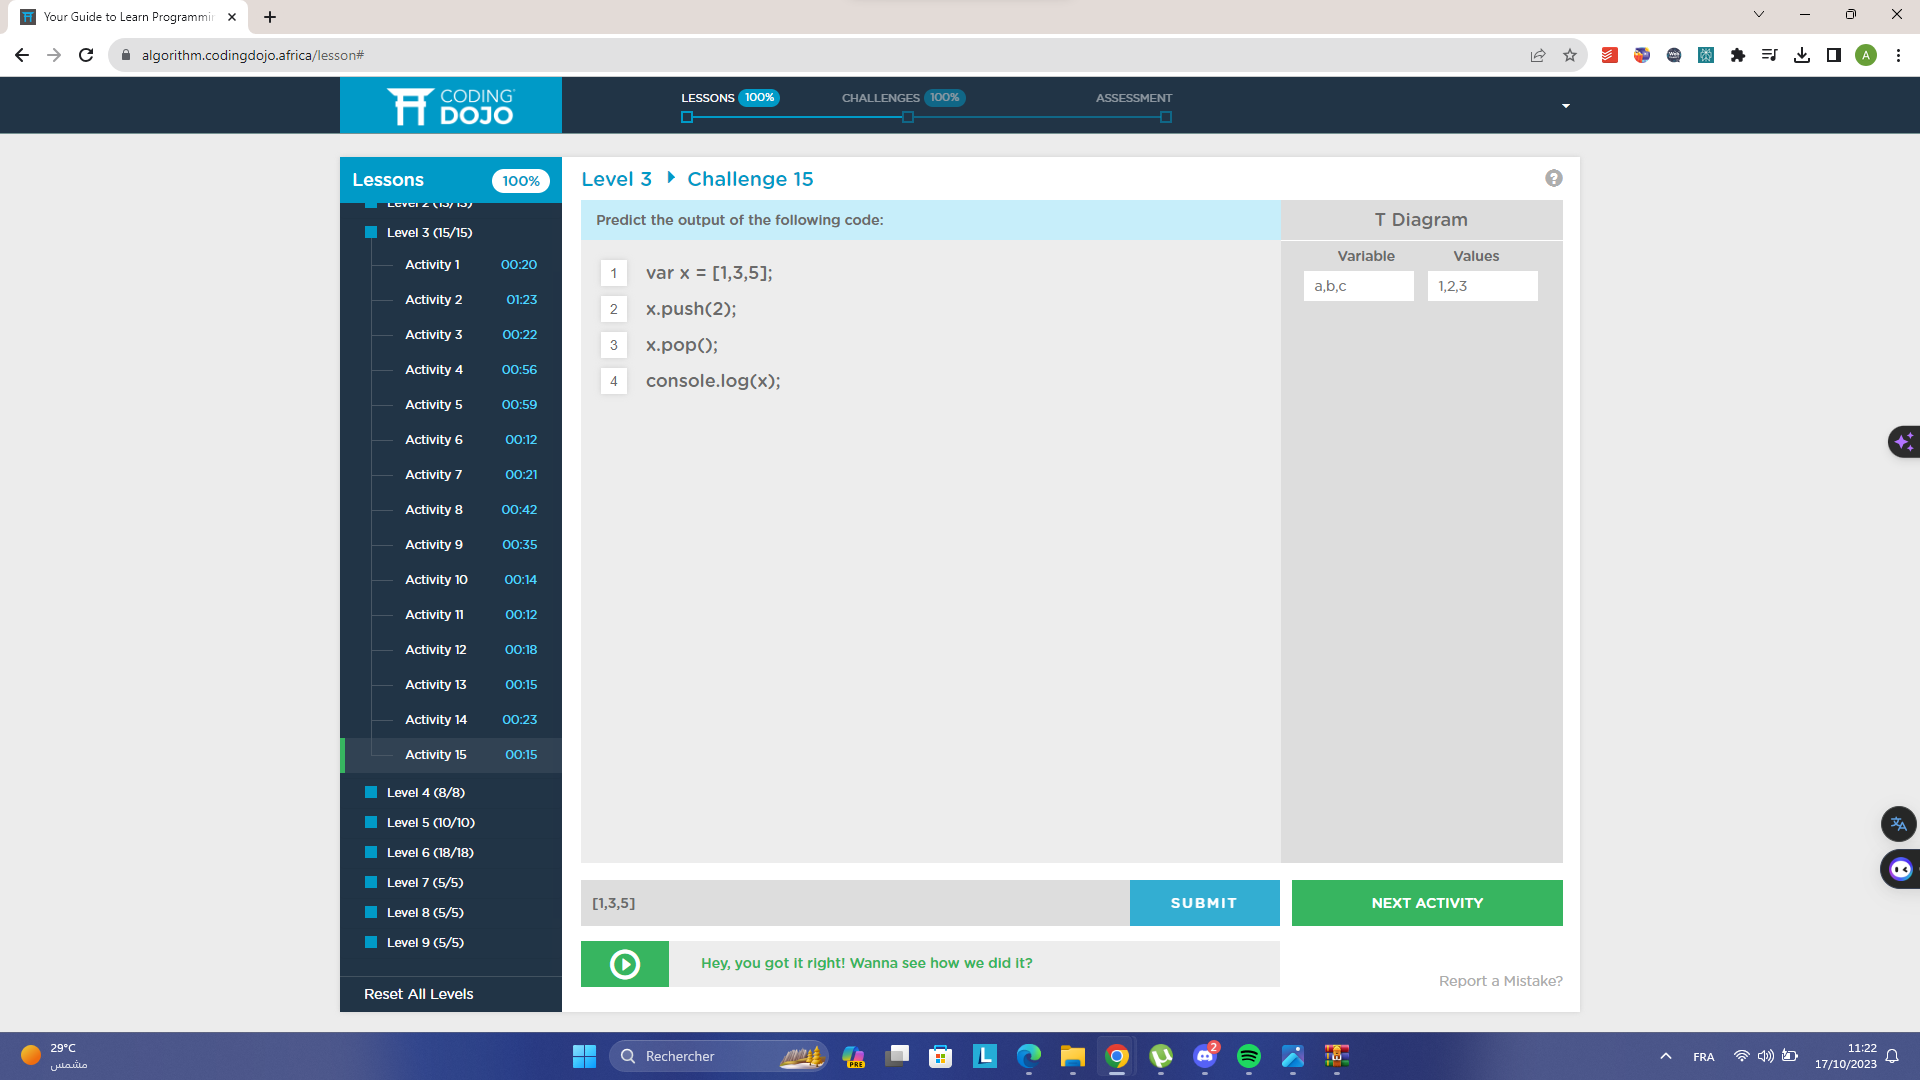 Your Guide to Learn Programmin
algorithm.codingdojo.africa/lesson#
A
CODING
DOJO
LESSONS 100%
CHALLENGES 100%
ASSESSMENT
Lessons 100%
Level 3 (15/15)
Activity 1 00:20
Activity 2 01:23
Activity 3 00:22
Activity 4 00:56
Activity 5 00:59
Activity 6 00:12
Activity 7 00:21
Activity 8 00:42
Activity 9 00:35
Activity 10 00:14
Activity 11 00:12
Activity 12 00:18
Activity 13 00:15
Activity 14 00:23
Activity 15 00:15
Level 4 (8/8)
Level 5 (10/10)
Level 6 (18/18)
Level 7 (5/5)
Level 8 (5/5)
Level 9 (5/5)
Reset All Levels
Level 3 Challenge 15
?
Predict the output of the following code:
1 var x = [1,3,5];
2 x.push(2);
3 x.pop();
4 console.log(x);
T Diagram
Variable Values
a,b,c 1,2,3
[1,3,5]
SUBMIT
NEXT ACTIVITY
Hey, you got it right! Wanna see how we did it?
Report a Mistake?
29°C
مشمس
Rechercher
PRE
L
2
FRA
11:22
17/10/2023